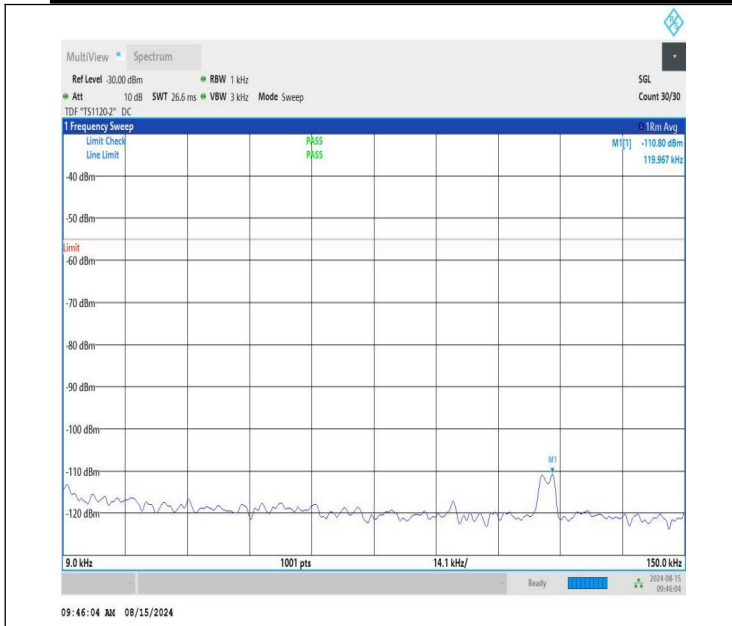 MultiView Spectrum
Ref Level -30.00 dBm RBW 1 kHz SGL
Att 10 dB SWT 26.6 ms VBW 3 kHz Mode Sweep Count 30/30
TDF "TS1120-2" DC
1 Frequency Sweep 1Rm Avg
Limit Check PASS M1[1] -110.80 dBm
Line Limit PASS 119.967 kHz
-40 dBm
-50 dBm
Limit
-60 dBm
-70 dBm
-80 dBm
-90 dBm
-100 dBm
M1
-110 dBm
-120 dBm
9.0 kHz 1001 pts 14.1 kHz/ 150.0 kHz
Ready 2024-08-15
09:46:04
09:46:04 AM 08/15/2024